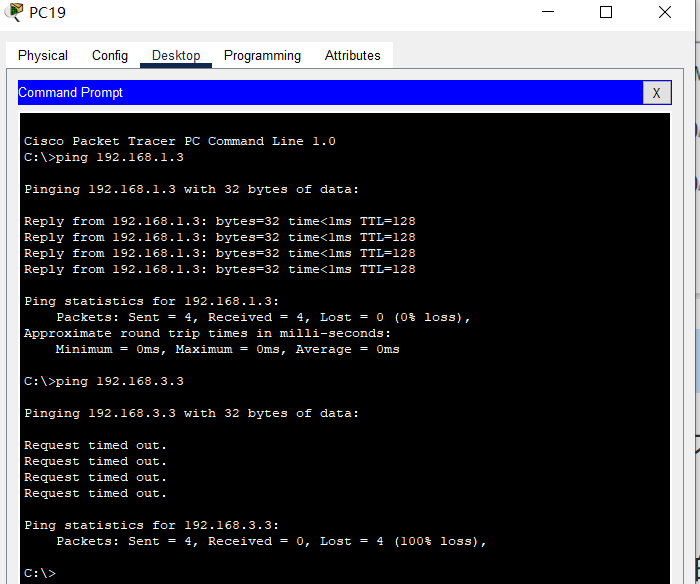 PC19
Physical Config Desktop Programming Attributes
Command Prompt
X
Cisco Packet Tracer PC Command Line 1.0
C:\>ping 192.168.1.3
Pinging 192.168.1.3 with 32 bytes of data:
Reply from 192.168.1.3: bytes=32 time<1ms TTL=128
Reply from 192.168.1.3: bytes=32 time<1ms TTL=128
Reply from 192.168.1.3: bytes=32 time<1ms TTL=128
Reply from 192.168.1.3: bytes=32 time<1ms TTL=128
Ping statistics for 192.168.1.3:
Packets: Sent = 4, Received = 4, Lost = 0 (0% loss),
Approximate round trip times in milli-seconds:
Minimum = 0ms, Maximum = 0ms, Average = 0ms
C:\>ping 192.168.3.3
Pinging 192.168.3.3 with 32 bytes of data:
Request timed out.
Request timed out.
Request timed out.
Request timed out.
Ping statistics for 192.168.3.3:
Packets: Sent = 4, Received = 0, Lost = 4 (100% loss),
C:\>